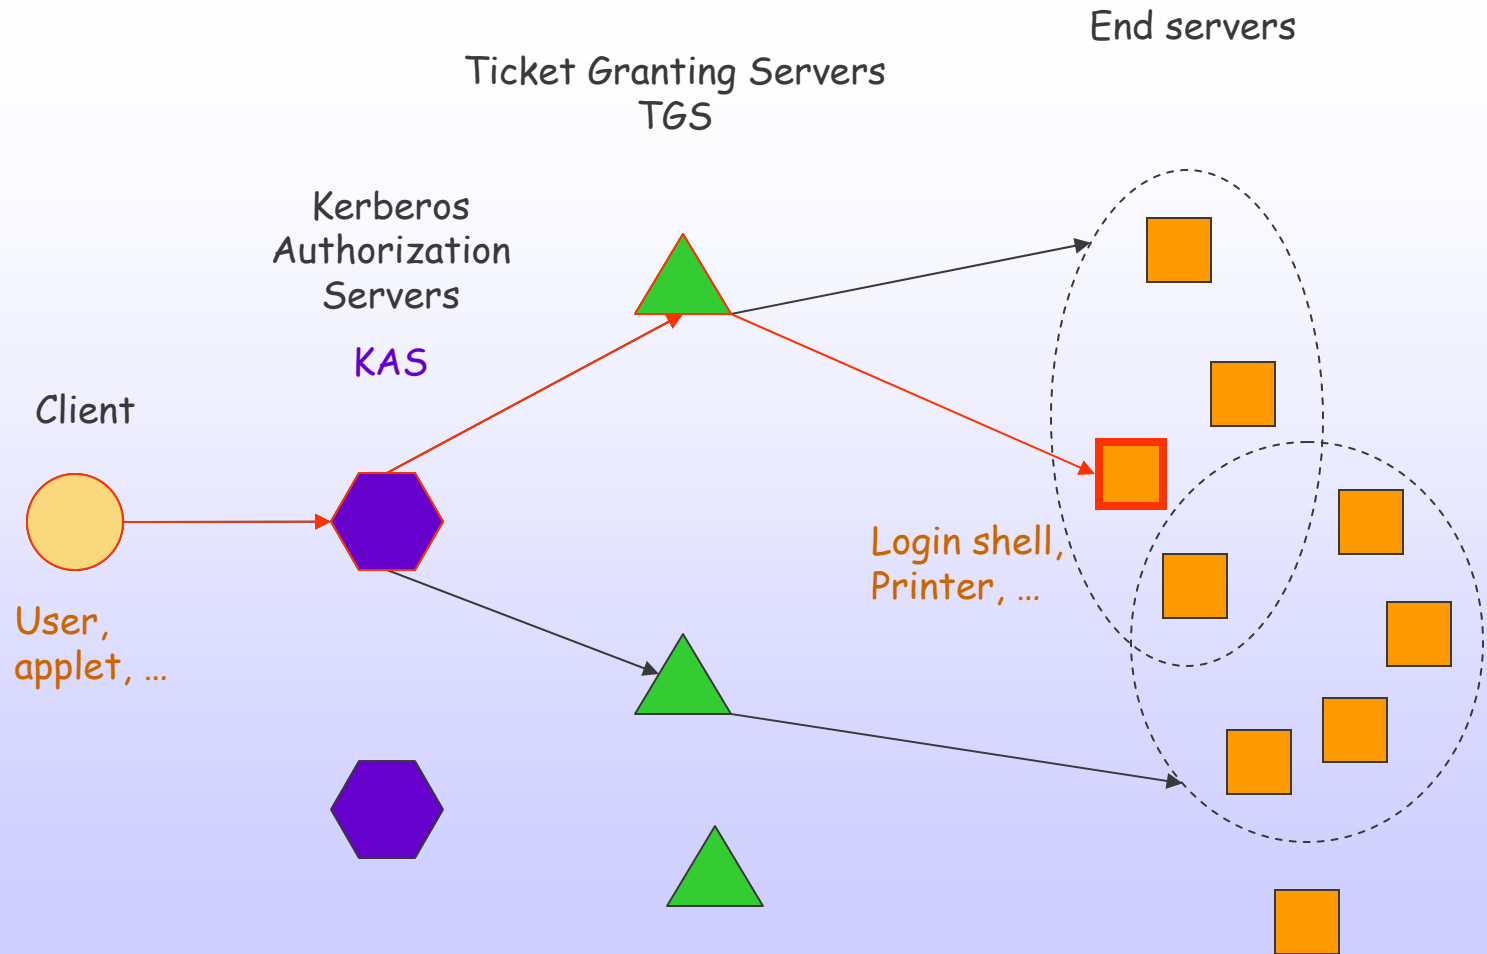 End servers
Ticket Granting Servers
TGS
Kerberos
Authorization
Servers
KAS
Client
Login shell,
Printer, ...
User,
applet, ...